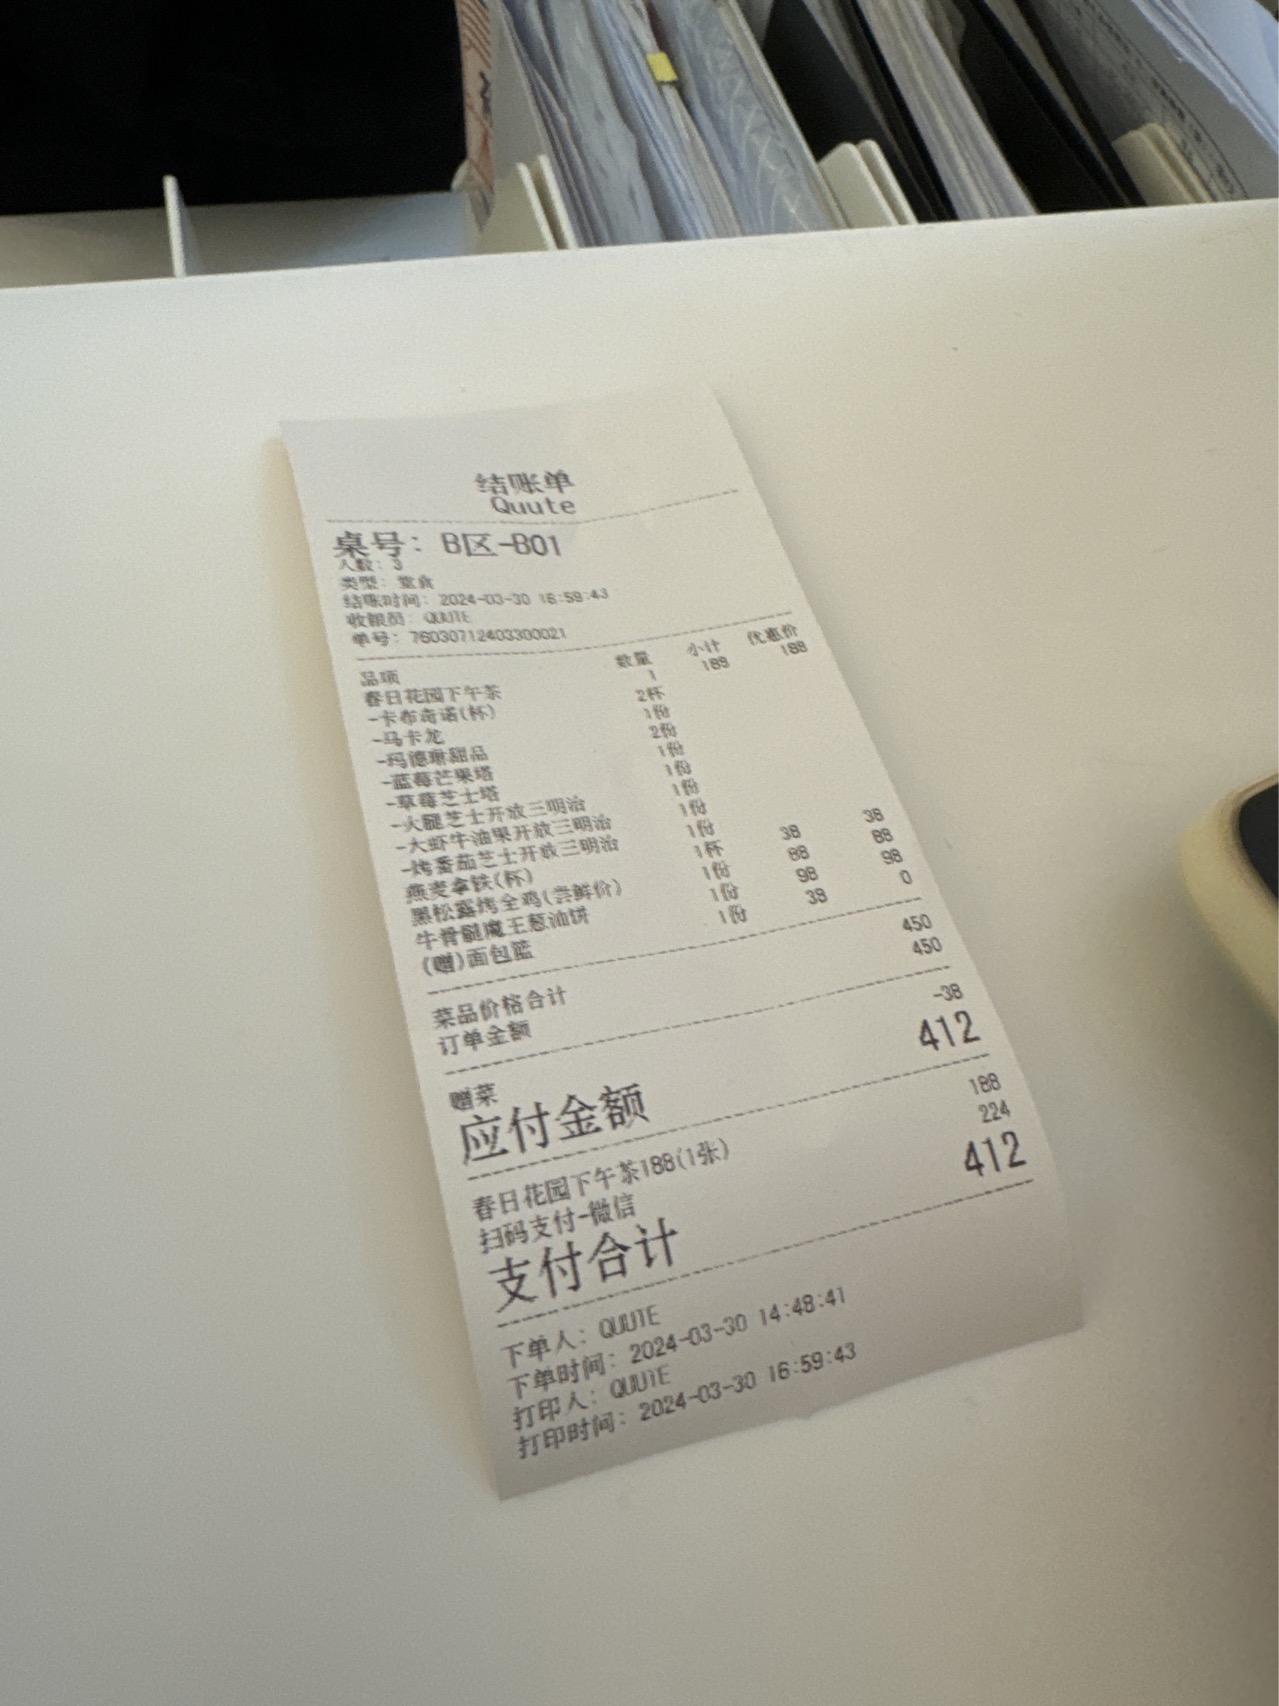 结账单
Quute
桌号: B区-B01
人数: 3
类型: 堂食
结账时间: 2024-03-30 16:59:43
收银员: QUUTE
单号: 76030712403300021
品项 数量 小计 优惠价
春日花园下午茶 1 188 188
-卡布奇诺(杯) 2杯
-马卡龙 1份
-玛德琳甜品 2份
-蓝莓芒果塔 1份
-草莓芝士塔 1份
-火腿芝士开放三明治 1份
-大虾牛油果开放三明治 1份
-烤番茄芝士开放三明治 1份
燕麦拿铁(杯) 1杯 38 38
黑松露烤全鸡(尝鲜价) 1份 88 88
牛骨髓魔王葱油饼 1份 98 98
(赠)面包篮 1份 38 0
菜品价格合计 450
订单金额 450
赠菜 -38
应付金额 412
春日花园下午茶188(1张) 188
扫码支付-微信 224
支付合计 412
下单人: QUUTE
下单时间: 2024-03-30 14:48:41
打印人: QUUTE
打印时间: 2024-03-30 16:59:43